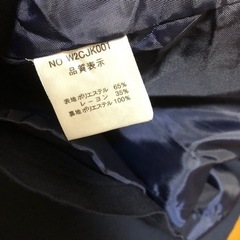 NO W2CJK001
品質表示
表地 ポリエステル 65%
レーヨン 35%
裏地 ポリエステル 100%